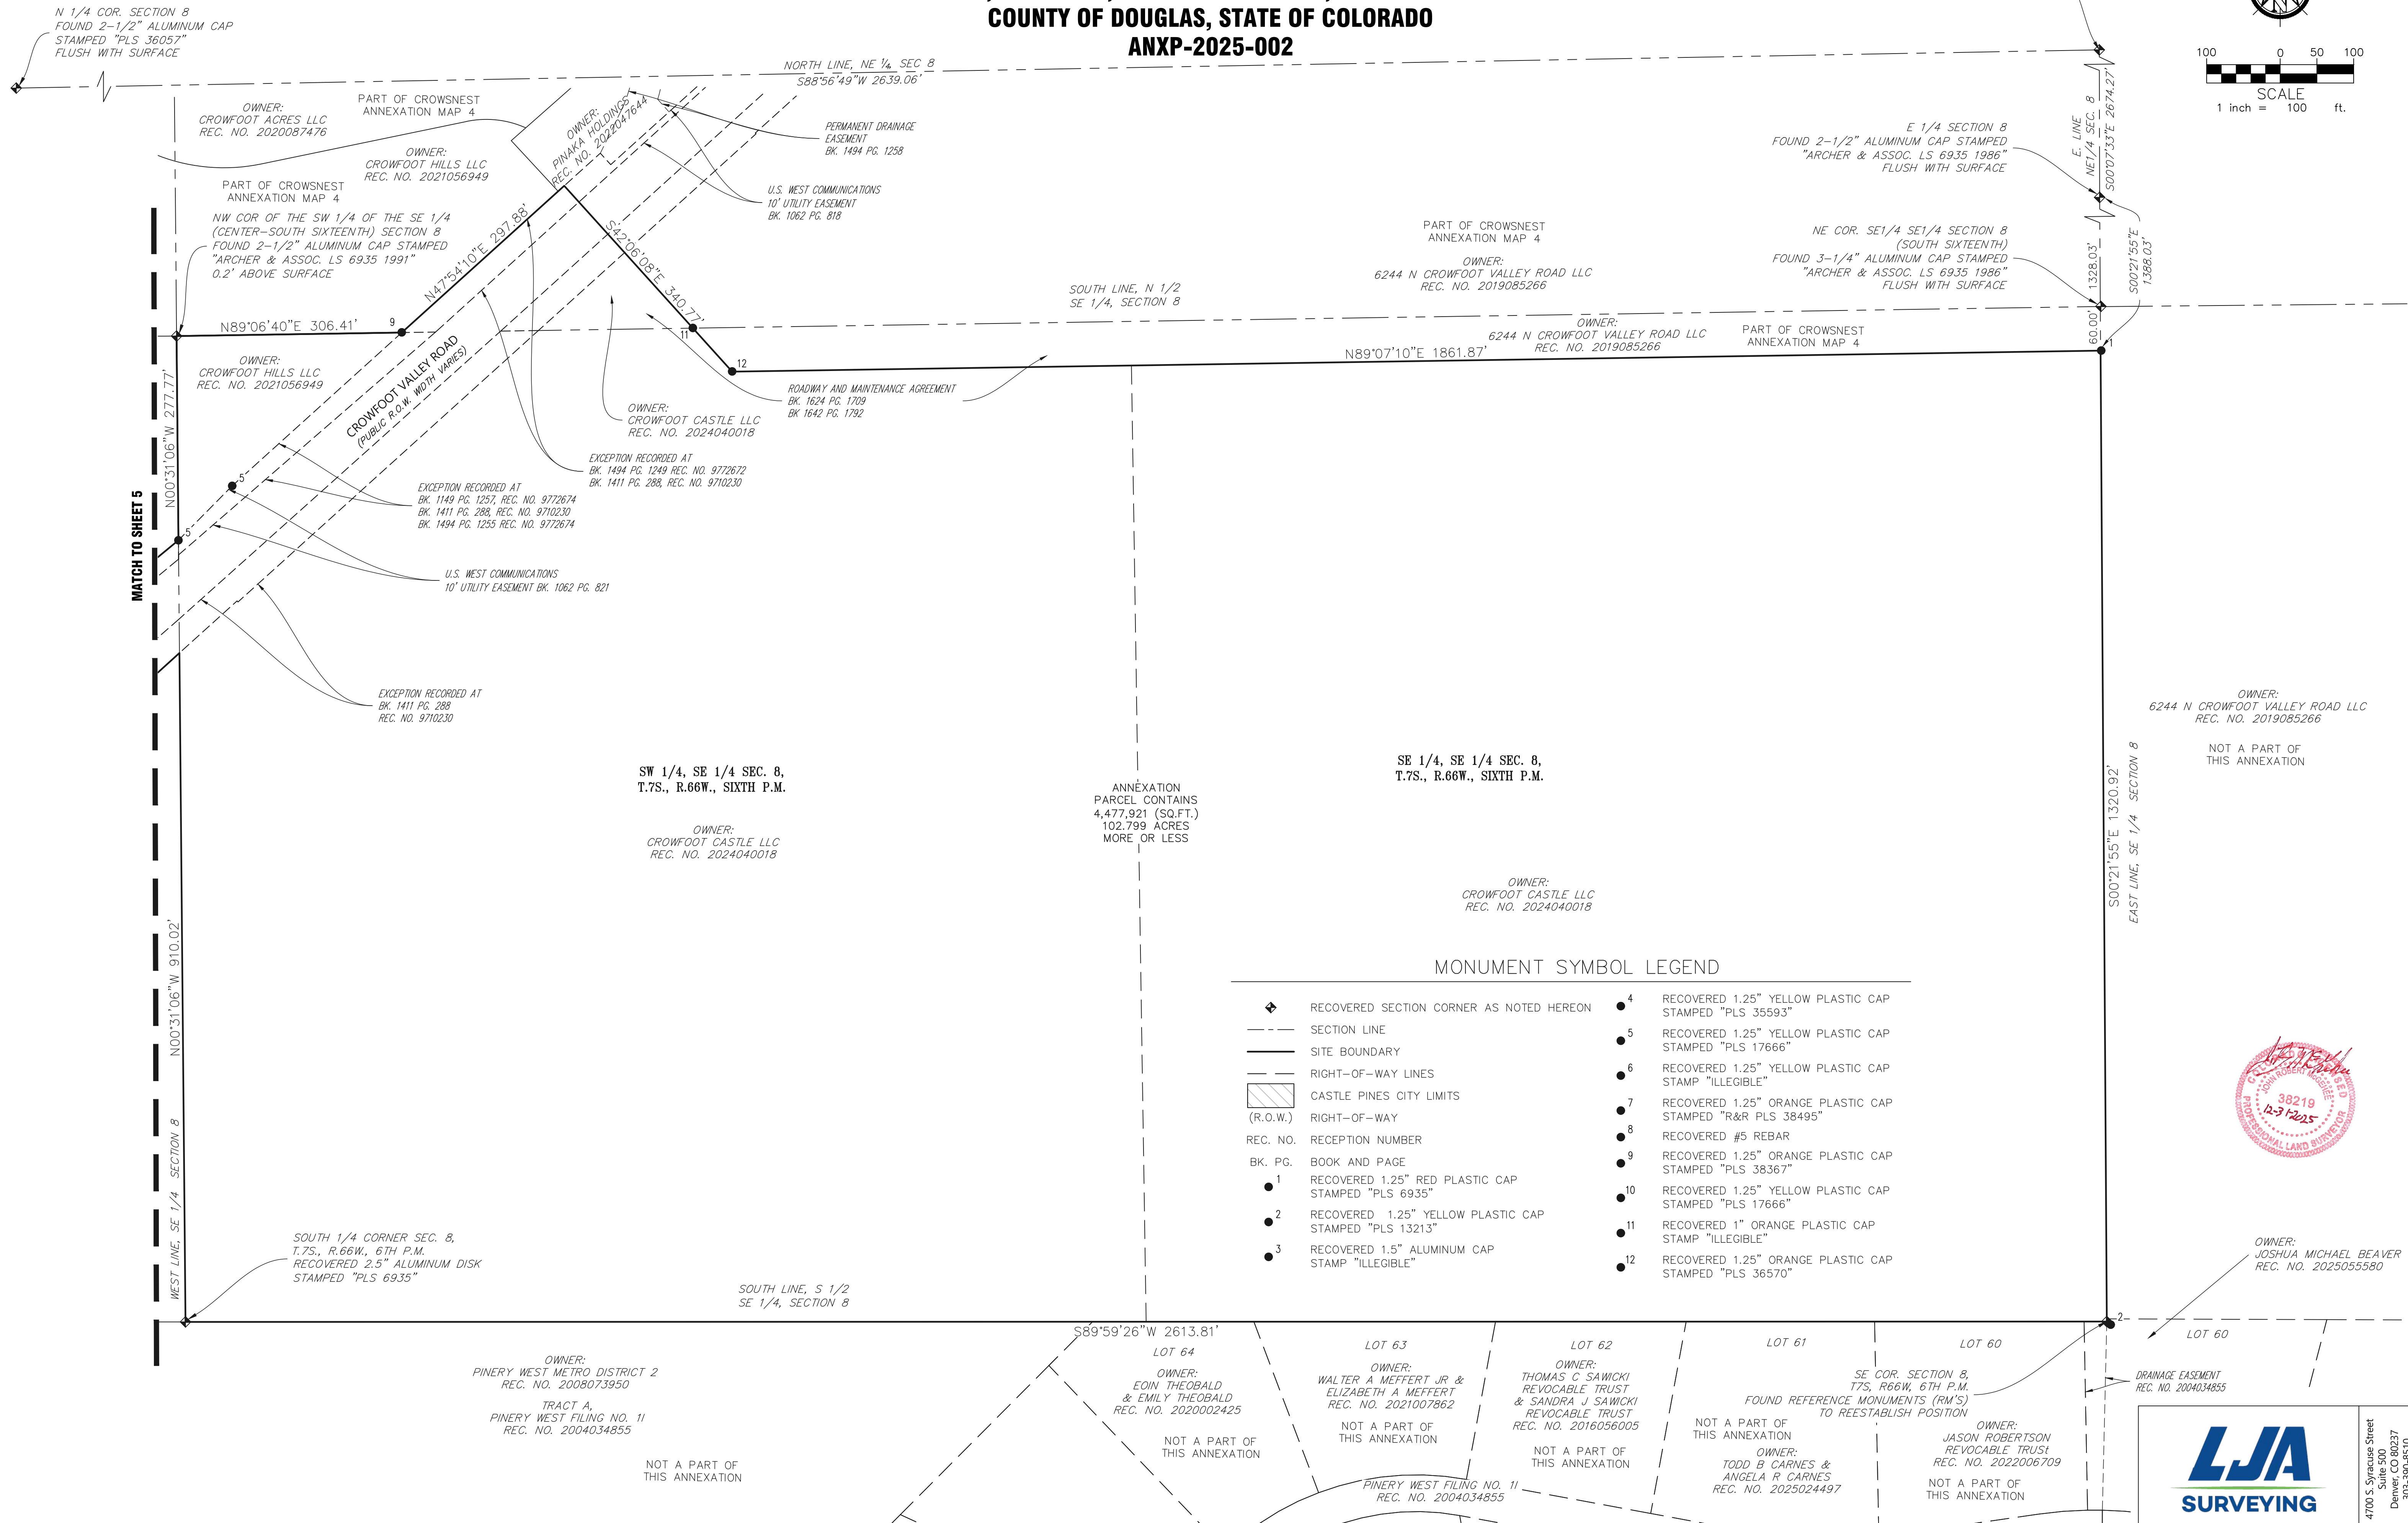 COUNTY OF DOUGLAS, STATE OF COLORADO
ANXP-2025-002
N 1/4 COR. SECTION 8
FOUND 2-1/2" ALUMINUM CAP
STAMPED "PLS 36057"
FLUSH WITH SURFACE
NORTH LINE, NE 1/4, SEC 8
S88°56'49"W 2639.06'
100 0 50 100
SCALE
1 inch = 100 ft.
OWNER:
CROWFOOT ACRES LLC
REC. NO. 2020087476
PART OF CROWSNEST
ANNEXATION MAP 4
OWNER:
CROWFOOT HILLS LLC
REC. NO. 2021056949
PART OF CROWSNEST
ANNEXATION MAP 4
OWNER:
PINAKA HOLDINGS
REC. NO. 2022047644
PERMANENT DRAINAGE
EASEMENT
BK. 1494 PG. 1258
U.S. WEST COMMUNICATIONS
10' UTILITY EASEMENT
BK. 1062 PG. 818
NW COR OF THE SW 1/4 OF THE SE 1/4
(CENTER-SOUTH SIXTEENTH) SECTION 8
FOUND 2-1/2" ALUMINUM CAP STAMPED
"ARCHER & ASSOC. LS 6935 1991"
0.2' ABOVE SURFACE
E 1/4 SECTION 8
FOUND 2-1/2" ALUMINUM CAP STAMPED
"ARCHER & ASSOC. LS 6935 1986"
FLUSH WITH SURFACE
E. LINE
NE1/4 SEC. 8
S00°07'33"E 2674.27'
PART OF CROWSNEST
ANNEXATION MAP 4
OWNER:
6244 N CROWFOOT VALLEY ROAD LLC
REC. NO. 2019085266
NE COR. SE1/4 SE1/4 SECTION 8
(SOUTH SIXTEENTH)
FOUND 3-1/4" ALUMINUM CAP STAMPED
"ARCHER & ASSOC. LS 6935 1986"
FLUSH WITH SURFACE
1328.03'
S00°21'55"E
1388.03'
60.00'
1
N47°54'10"E 297.88'
S42°06'08"E 340.77'
N89°06'40"E 306.41'
9
11
12
SOUTH LINE, N 1/2
SE 1/4, SECTION 8
OWNER:
6244 N CROWFOOT VALLEY ROAD LLC
REC. NO. 2019085266
PART OF CROWSNEST
ANNEXATION MAP 4
N89°07'10"E 1861.87'
OWNER:
CROWFOOT HILLS LLC
REC. NO. 2021056949
CROWFOOT VALLEY ROAD
(PUBLIC R.O.W. WIDTH VARIES)
N00°31'06"W 277.77'
MATCH TO SHEET 5
5
5
OWNER:
CROWFOOT CASTLE LLC
REC. NO. 2024040018
ROADWAY AND MAINTENANCE AGREEMENT
BK. 1624 PG. 1709
BK 1642 PG. 1792
EXCEPTION RECORDED AT
BK. 1494 PG. 1249 REC. NO. 9772672
BK. 1411 PG. 288, REC. NO. 9710230
EXCEPTION RECORDED AT
BK. 1149 PG. 1257, REC. NO. 9772674
BK. 1411 PG. 288, REC. NO. 9710230
BK. 1494 PG. 1255 REC. NO. 9772674
U.S. WEST COMMUNICATIONS
10' UTILITY EASEMENT BK. 1062 PG. 821
EXCEPTION RECORDED AT
BK. 1411 PG. 288
REC. NO. 9710230
SW 1/4, SE 1/4 SEC. 8,
T.7S., R.66W., SIXTH P.M.
OWNER:
CROWFOOT CASTLE LLC
REC. NO. 2024040018
ANNEXATION
PARCEL CONTAINS
4,477,921 (SQ.FT.)
102.799 ACRES
MORE OR LESS
SE 1/4, SE 1/4 SEC. 8,
T.7S., R.66W., SIXTH P.M.
OWNER:
CROWFOOT CASTLE LLC
REC. NO. 2024040018
OWNER:
6244 N CROWFOOT VALLEY ROAD LLC
REC. NO. 2019085266
NOT A PART OF
THIS ANNEXATION
S00°21'55"E 1320.92'
EAST LINE, SE 1/4 SECTION 8
N00°31'06"W 910.02'
WEST LINE, SE 1/4 SECTION 8
MONUMENT SYMBOL LEGEND
RECOVERED SECTION CORNER AS NOTED HEREON
SECTION LINE
SITE BOUNDARY
RIGHT-OF-WAY LINES
CASTLE PINES CITY LIMITS
(R.O.W.) RIGHT-OF-WAY
REC. NO. RECEPTION NUMBER
BK. PG. BOOK AND PAGE
1 RECOVERED 1.25" RED PLASTIC CAP
STAMPED "PLS 6935"
2 RECOVERED 1.25" YELLOW PLASTIC CAP
STAMPED "PLS 13213"
3 RECOVERED 1.5" ALUMINUM CAP
STAMP "ILLEGIBLE"
4 RECOVERED 1.25" YELLOW PLASTIC CAP
STAMPED "PLS 35593"
5 RECOVERED 1.25" YELLOW PLASTIC CAP
STAMPED "PLS 17666"
6 RECOVERED 1.25" YELLOW PLASTIC CAP
STAMP "ILLEGIBLE"
7 RECOVERED 1.25" ORANGE PLASTIC CAP
STAMPED "R&R PLS 38495"
8 RECOVERED #5 REBAR
9 RECOVERED 1.25" ORANGE PLASTIC CAP
STAMPED "PLS 38367"
10 RECOVERED 1.25" YELLOW PLASTIC CAP
STAMPED "PLS 17666"
11 RECOVERED 1" ORANGE PLASTIC CAP
STAMP "ILLEGIBLE"
12 RECOVERED 1.25" ORANGE PLASTIC CAP
STAMPED "PLS 36570"
JOHN ROBERT
38219
12-31-2025
PROFESSIONAL LAND SURVEYOR
SOUTH 1/4 CORNER SEC. 8,
T.7S., R.66W., 6TH P.M.
RECOVERED 2.5" ALUMINUM DISK
STAMPED "PLS 6935"
SOUTH LINE, S 1/2
SE 1/4, SECTION 8
S89°59'26"W 2613.81'
2
OWNER:
JOSHUA MICHAEL BEAVER
REC. NO. 2025055580
LOT 60
OWNER:
PINERY WEST METRO DISTRICT 2
REC. NO. 2008073950
TRACT A,
PINERY WEST FILING NO. 1I
REC. NO. 2004034855
NOT A PART OF
THIS ANNEXATION
LOT 64
OWNER:
EOIN THEOBALD
& EMILY THEOBALD
REC. NO. 2020002425
NOT A PART OF
THIS ANNEXATION
LOT 63
OWNER:
WALTER A MEFFERT JR &
ELIZABETH A MEFFERT
REC. NO. 2021007862
NOT A PART OF
THIS ANNEXATION
PINERY WEST FILING NO. 1I
REC. NO. 2004034855
LOT 62
OWNER:
THOMAS C SAWICKI
REVOCABLE TRUST
& SANDRA J SAWICKI
REVOCABLE TRUST
REC. NO. 2016056005
NOT A PART OF
THIS ANNEXATION
LOT 61
NOT A PART OF
THIS ANNEXATION
OWNER:
TODD B CARNES &
ANGELA R CARNES
REC. NO. 2025024497
LOT 60
SE COR. SECTION 8,
T7S, R66W, 6TH P.M.
FOUND REFERENCE MONUMENTS (RM'S)
TO REESTABLISH POSITION
OWNER:
JASON ROBERTSON
REVOCABLE TRUSt
REC. NO. 2022006709
NOT A PART OF
THIS ANNEXATION
DRAINAGE EASEMENT
REC. NO. 2004034855
LJA
SURVEYING
4700 S. Syracuse Street
Suite 500
Denver, CO 80237
303-390-8510